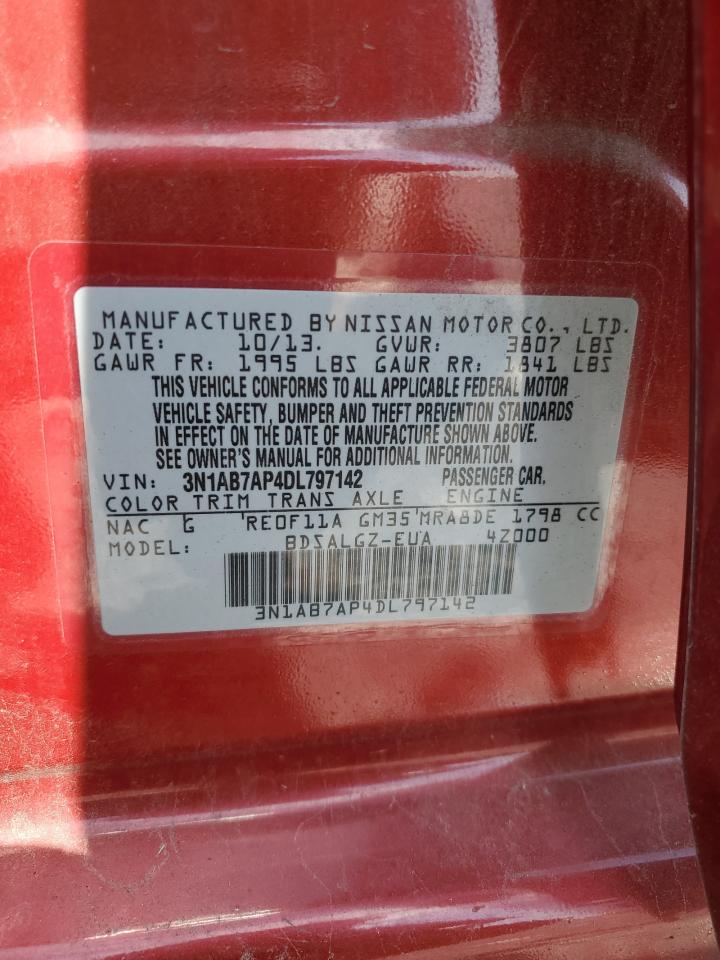 MANUFACTURED BY NISSAN MOTOR CO., LTD.
DATE: 10/13. GVWR: 3807 LBS
GAWR FR: 1995 LBS GAWR RR: 1841 LBS
THIS VEHICLE CONFORMS TO ALL APPLICABLE FEDERAL MOTOR
VEHICLE SAFETY, BUMPER AND THEFT PREVENTION STANDARDS
IN EFFECT ON THE DATE OF MANUFACTURE SHOWN ABOVE.
SEE OWNER'S MANUAL FOR ADDITIONAL INFORMATION.
VIN: 3N1AB7AP4DL797142 PASSENGER CAR.
COLOR TRIM TRANS AXLE ENGINE
NAC G RE0F11A GM35 MRA8DE 1798 CC
MODEL: BDSALGZ-EUA 4Z000
3N1AB7AP4DL797142